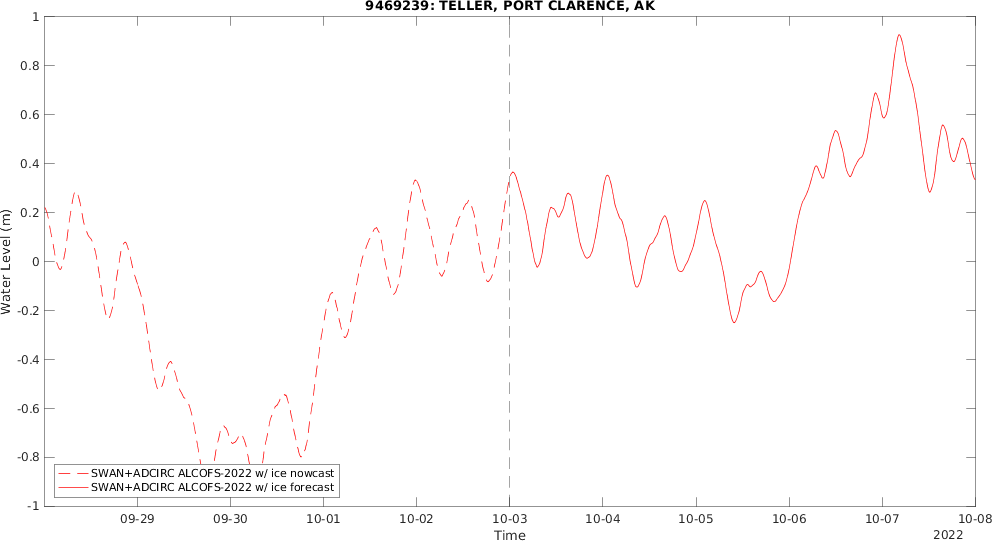 9469239: TELLER, PORT CLARENCE, AK
1
0.8
0.6
0.4
0.2
0
-0.2
-0.4
-0.6
-0.8
-1
Water Level (m)
SWAN+ADCIRC ALCOFS-2022 w/ ice nowcast
SWAN+ADCIRC ALCOFS-2022 w/ ice forecast
09-29 09-30 10-01 10-02 10-03 10-04 10-05 10-06 10-07 10-08
Time
2022